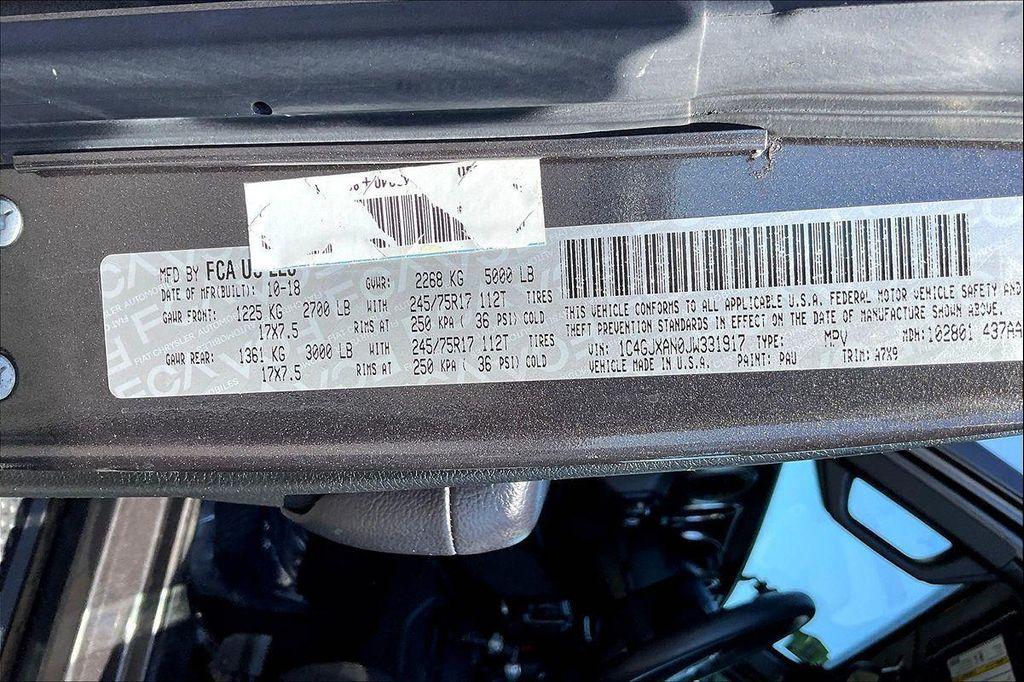 MFD BY FCA US LLC GVWR: 2268 KG 5000 LB
DATE OF MFR(BUILT): 10-18
GAWR FRONT: 1225 KG 2700 LB WITH 245/75R17 112T TIRES
17X7.5 RIMS AT 250 KPA ( 36 PSI) COLD
GAWR REAR: 1361 KG 3000 LB WITH 245/75R17 112T TIRES
17X7.5 RIMS AT 250 KPA ( 36 PSI) COLD
THIS VEHICLE CONFORMS TO ALL APPLICABLE U.S.A. FEDERAL MOTOR VEHICLE SAFETY AND
THEFT PREVENTION STANDARDS IN EFFECT ON THE DATE OF MANUFACTURE SHOWN ABOVE.
VIN: 1C4GJXAN0JW331917 TYPE: MPV MDH: 102801 437AA
VEHICLE MADE IN U.S.A. PAINT: PAU TRIM: A7X9